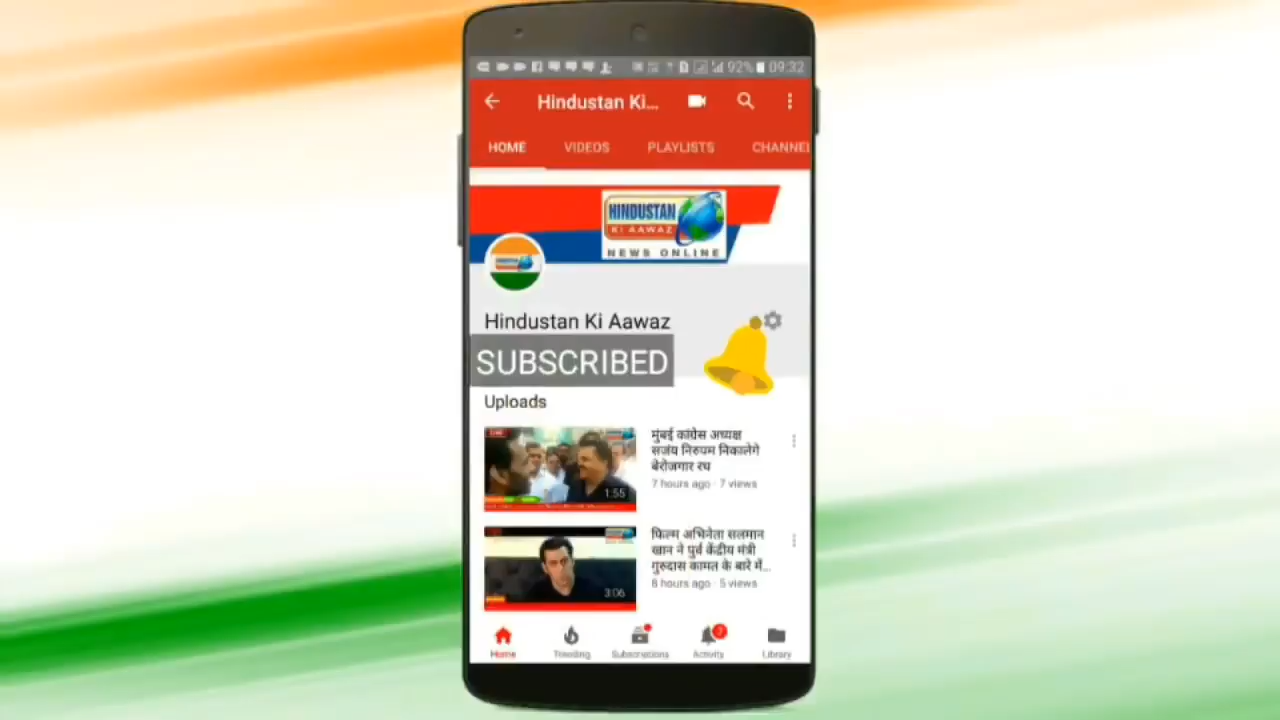 92% 09:32
Hindustan Ki...
HOME VIDEOS PLAYLISTS CHANNEL
HINDUSTAN
KI AAWAZ
NEWS ONLINE
Hindustan Ki Aawaz
SUBSCRIBED
Uploads
मुंबई कांग्रेस अध्यक्ष
सजंय निरुपम निकालेगे
बेरोजगार रथ
7 hours ago · 7 views
1:55
फिल्म अभिनेता सलमान
खान ने पुर्व केंद्रीय मंत्री
गुरुदास कामत के बारे में...
8 hours ago · 5 views
3:06
Home Trending Subscriptions Activity Library